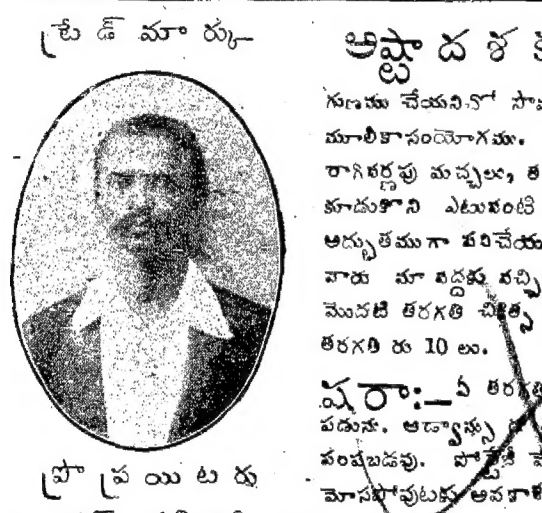 ట్రేడ్ మార్కు
ప్రొప్రయిటరు
అష్టాదశ
గుణము చేయనిచో
మూలికాసంయోగము.
రాగివర్ణపు మచ్చలు,
కూడుకొని ఎటువంటి
అద్భుతముగా పనిచేయు
వారు మా వద్దకు వచ్చి
మొదటి తరగతి చికిత్స
తరగతి రు 10 లు.
షరా:— ఏ తరగతి
పడును. అడ్వాన్సు
పంపబడవు. పోస్టేజి
మోసపోవుటకు